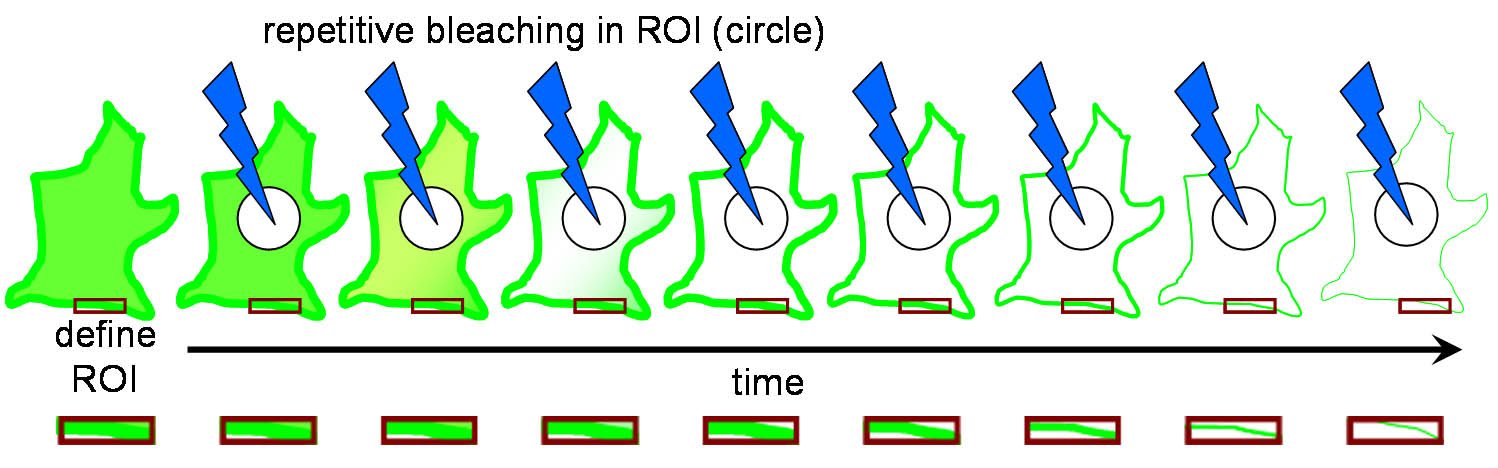 repetitive bleaching in ROI (circle)
define
ROI
time